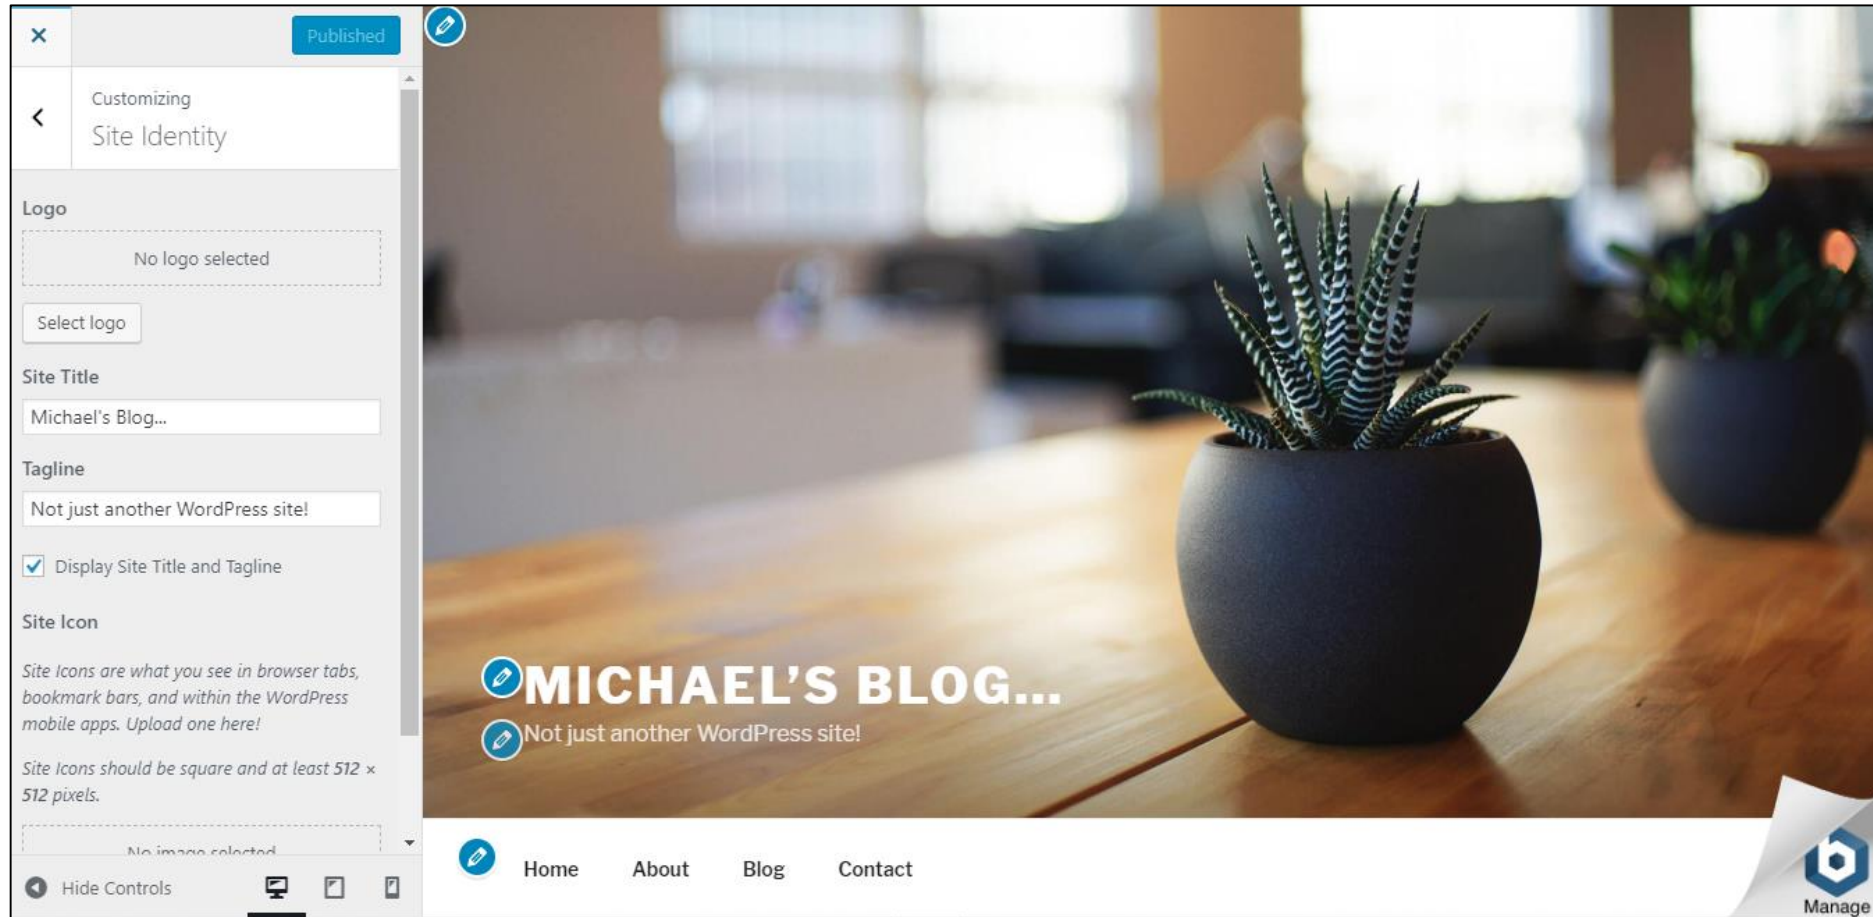 Published
Customizing
Site Identity
Logo
No logo selected
Select logo
Site Title
Michael's Blog...
Tagline
Not just another WordPress site!
Display Site Title and Tagline
Site Icon
Site Icons are what you see in browser tabs,
bookmark bars, and within the WordPress
mobile apps. Upload one here!
Site Icons should be square and at least 512 ×
512 pixels.
No image selected
Hide Controls
MICHAEL’S BLOG…
Not just another WordPress site!
Home About Blog Contact
b
Manage